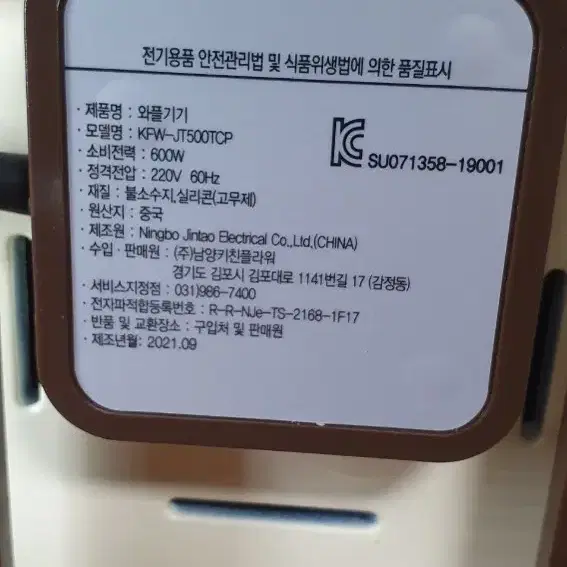 전기용품 안전관리법 및 식품위생법에 의한 품질표시
· 제품명 : 와플기기
· 모델명 : KFW-JT500TCP
· 소비전력 : 600W
· 정격전압 : 220V 60Hz
· 재질 : 불소수지,실리콘(고무제)
· 원산지 : 중국
· 제조원 : Ningbo Jintao Electrical Co.,Ltd.(CHINA)
· 수입 · 판매원 : (주)남양키친플라워
경기도 김포시 김포대로 1141번길 17 (감정동)
· 서비스지정점 : 031)986-7400
· 전자파적합등록번호 : R-R-NJe-TS-2168-1F17
· 반품 및 교환장소 : 구입처 및 판매원
· 제조년월: 2021.09
KC SU071358-19001